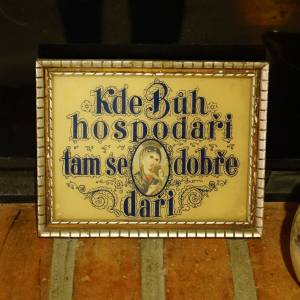 Kde Bůh
hospodaří
tam se dobře
daří